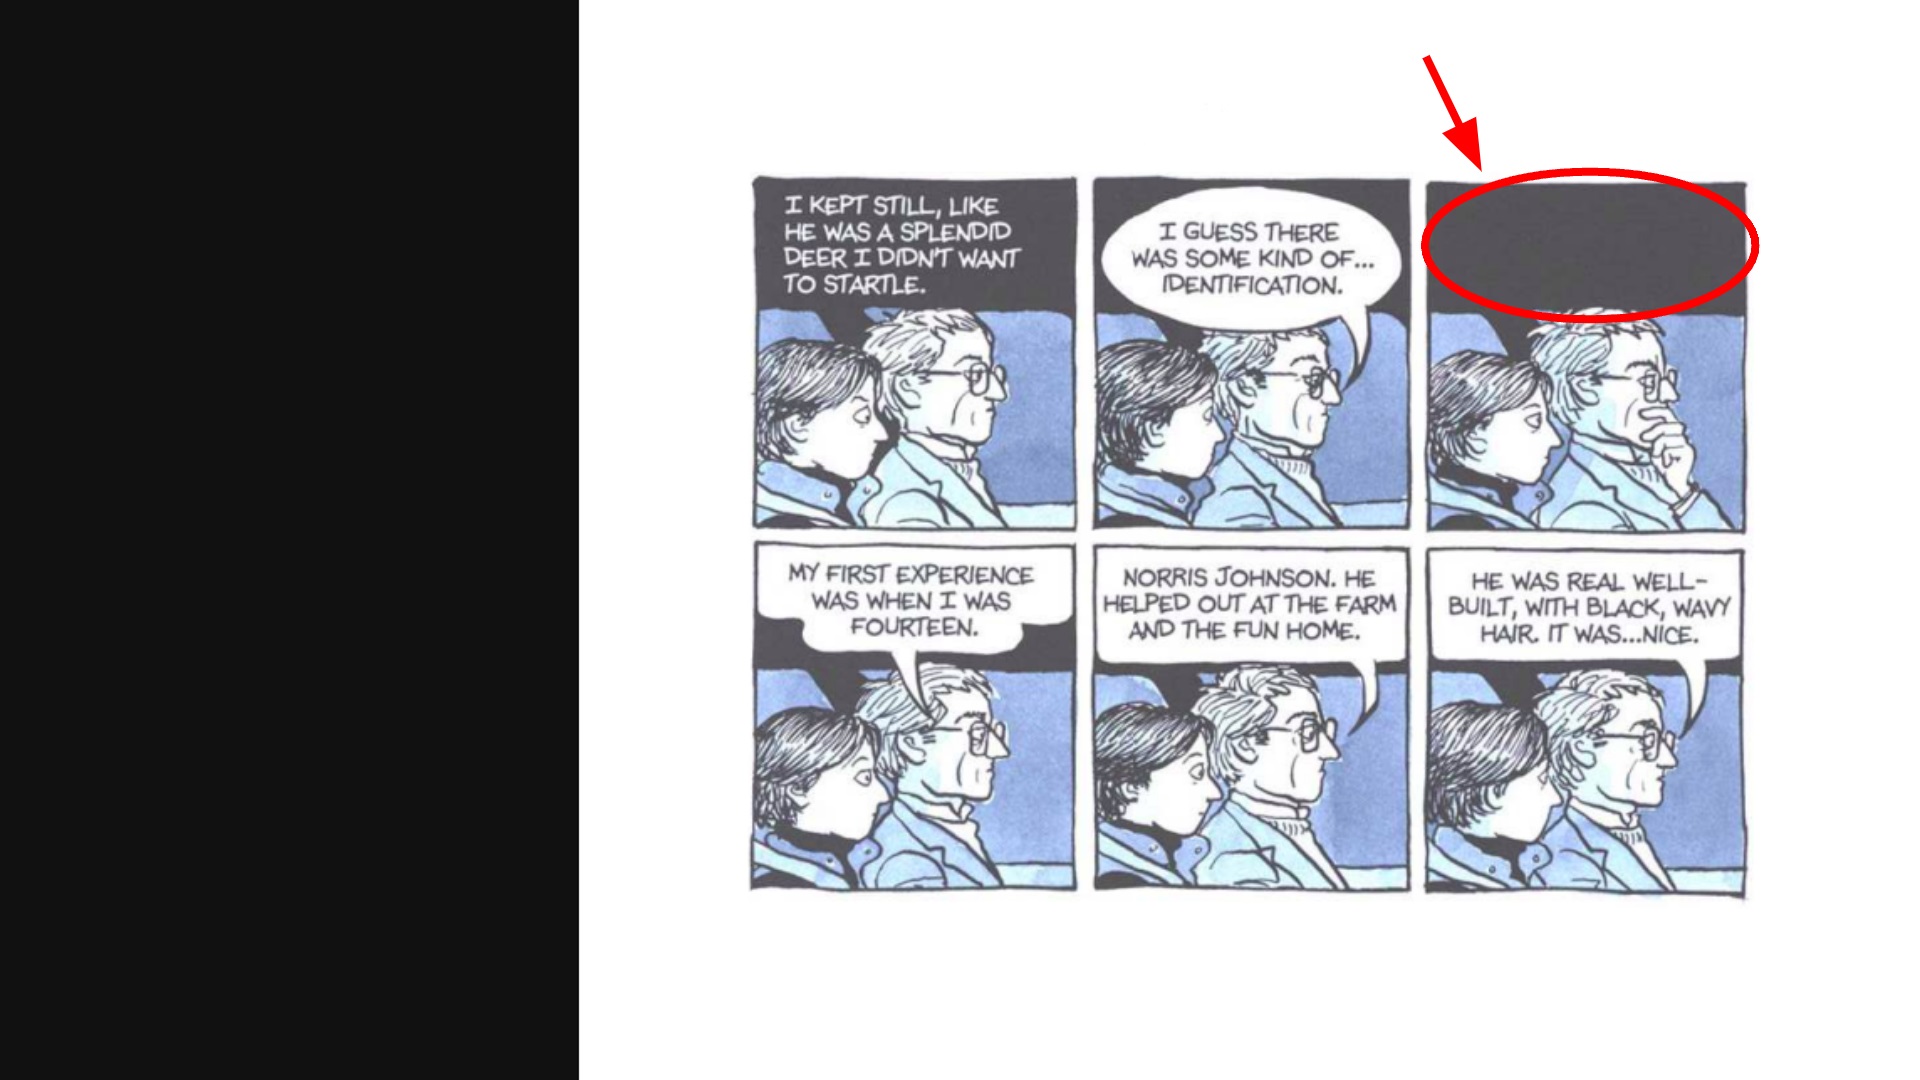 I KEPT STILL, LIKE
HE WAS A SPLENDID
DEER I DIDN'T WANT
TO STARTLE.
I GUESS THERE
WAS SOME KIND OF...
IDENTIFICATION.
MY FIRST EXPERIENCE
WAS WHEN I WAS
FOURTEEN.
NORRIS JOHNSON. HE
HELPED OUT AT THE FARM
AND THE FUN HOME.
HE WAS REAL WELL-
BUILT, WITH BLACK, WAVY
HAIR. IT WAS...NICE.